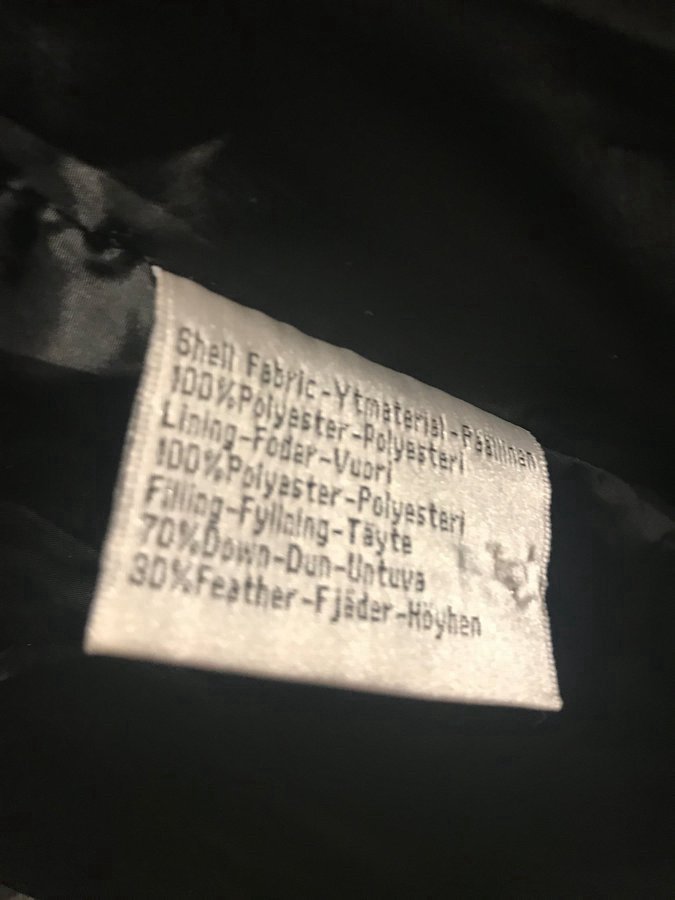 Shell Fabric-Ytmaterial-Päällinan
100%Polyester-Polyesteri
Lining-Foder-Vuori
100%Polyester-Polyesteri
Filling-Fyllning-Täyte
70%Down-Dun-Untuva
30%Feather-Fjäder-Höyhen